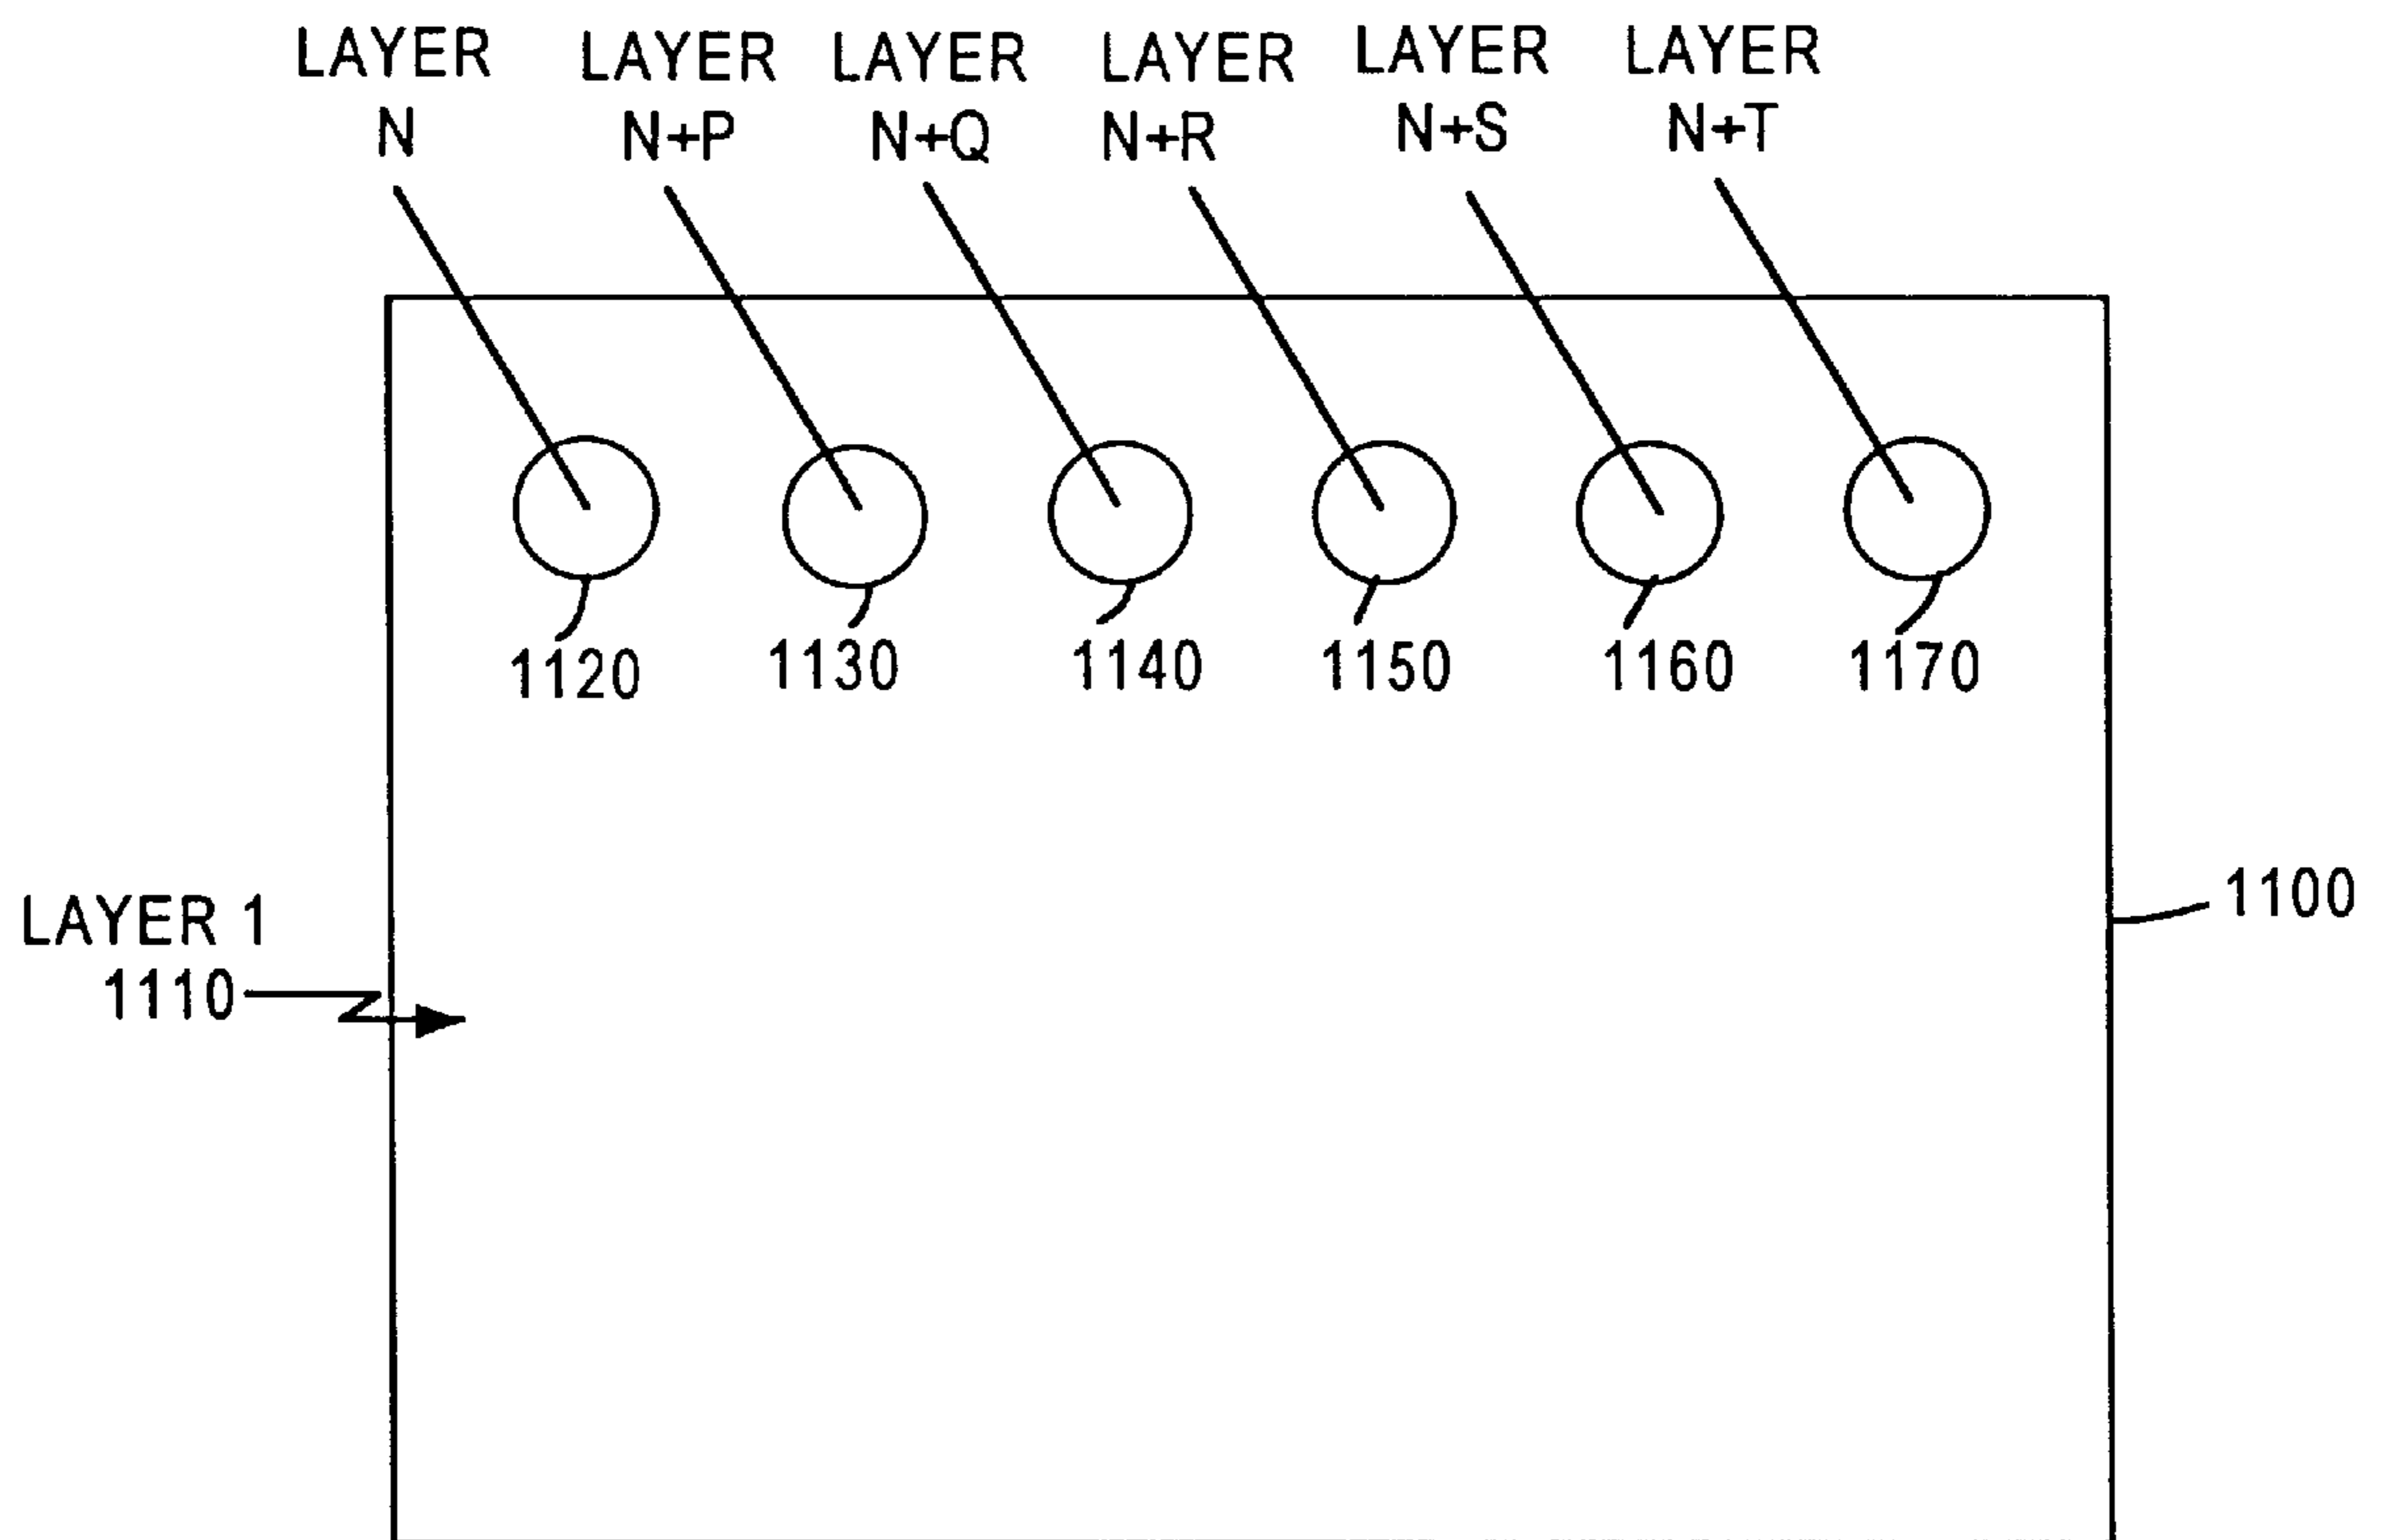 LAYER N
LAYER N+P
LAYER N+Q
LAYER N+R
LAYER N+S
LAYER N+T
1120
1130
1140
1150
1160
1170
LAYER 1
1110
1100